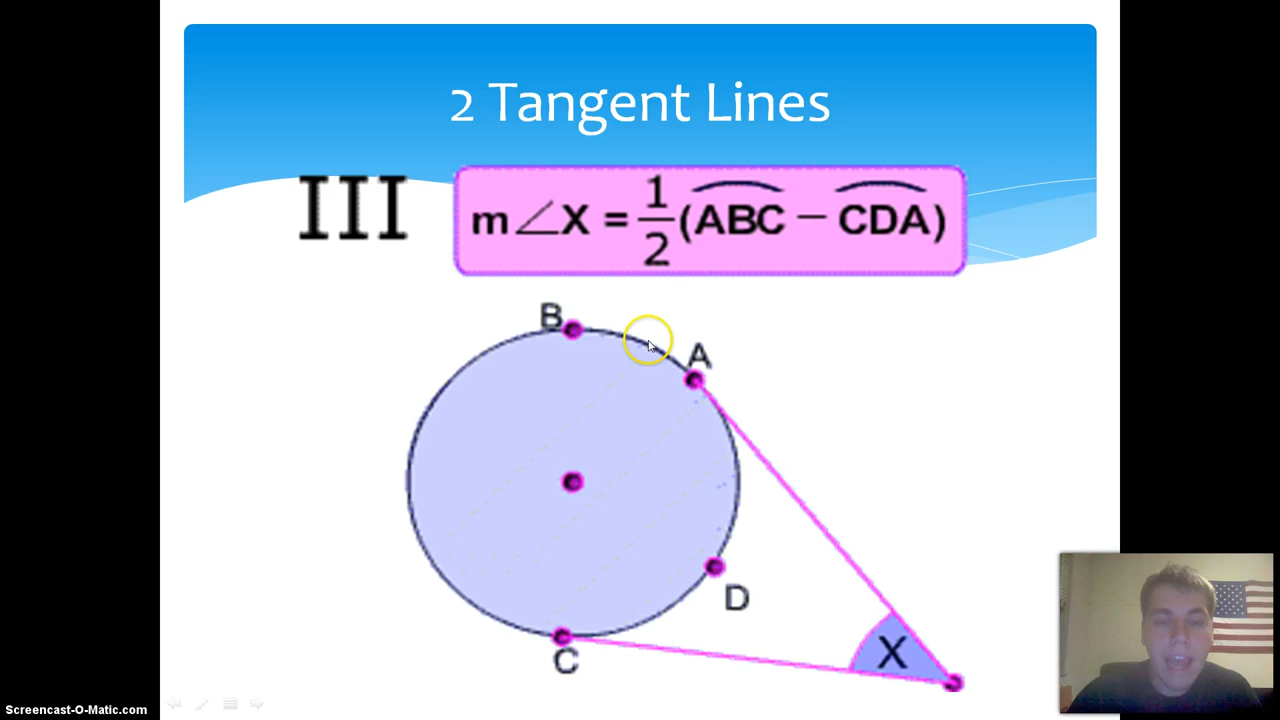 2 Tangent Lines
III
m∠X = 1/2 (ABC − CDA)
B
A
D
C
X
Screencast-O-Matic.com